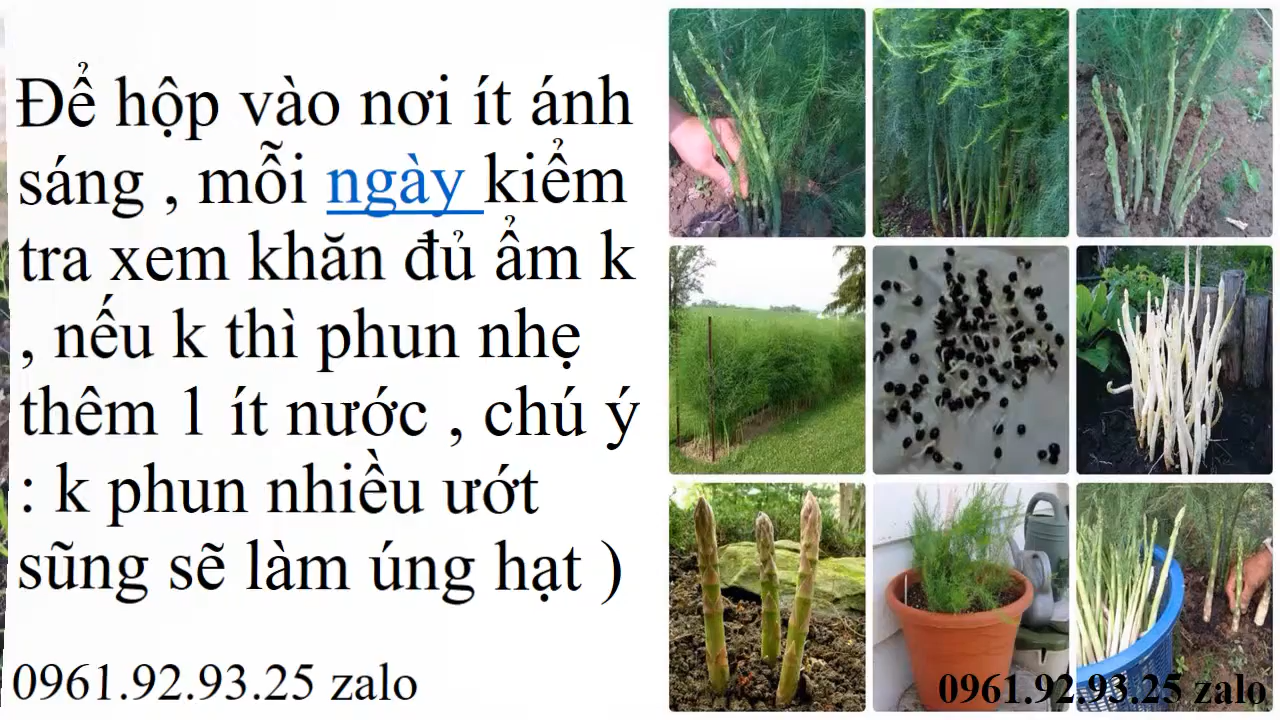 Để hộp vào nơi ít ánh
sáng , mỗi ngày kiểm
tra xem khăn đủ ẩm k
, nếu k thì phun nhẹ
thêm 1 ít nước , chú ý
: k phun nhiều ướt
sũng sẽ làm úng hạt )
0961.92.93.25 zalo
0961.92.93.25 zalo